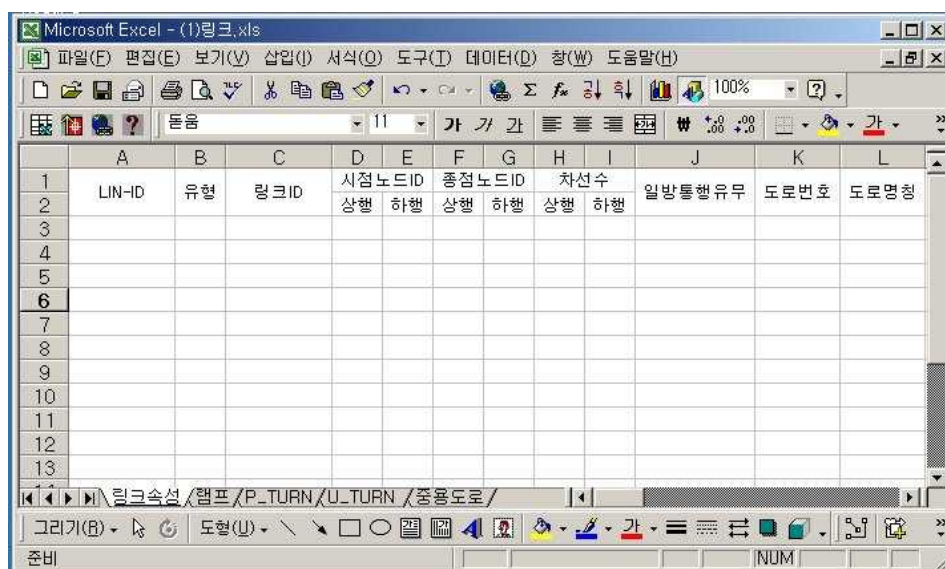 Microsoft Excel - (1)링크.xls
파일(F) 편집(E) 보기(V) 삽입(I) 서식(O) 도구(T) 데이터(D) 창(W) 도움말(H)
100%
돋움 11 가 가 가 가
A B C D E F G H I J K L
1 LIN-ID 유형 링크ID 시점노드ID 종점노드ID 차선수 일방통행유무 도로번호 도로명칭
2 상행 하행 상행 하행 상행 하행
3
4
5
6
7
8
9
10
11
12
13
링크속성 램프 P_TURN U_TURN 중용도로
그리기(R) 도형(U) 가
준비 NUM